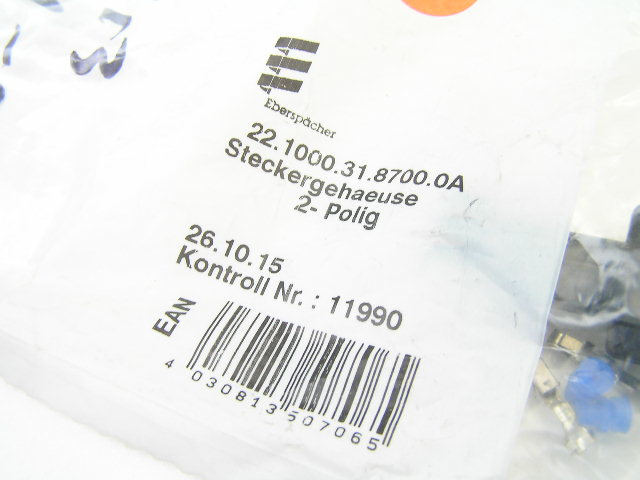 Eberspächer
22.1000.31.8700.0A
Steckergehaeuse
2- Polig
26.10.15
Kontroll Nr. : 11990
EAN
4 030813 507065